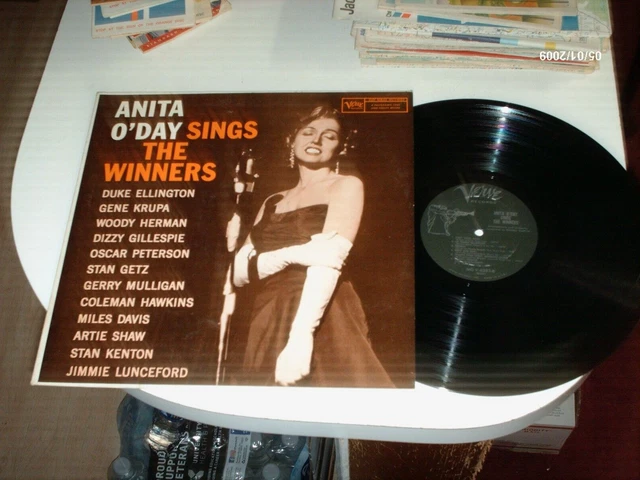 05/01/2009
ANITA
O'DAY SINGS
THE
WINNERS
DUKE ELLINGTON
GENE KRUPA
WOODY HERMAN
DIZZY GILLESPIE
OSCAR PETERSON
STAN GETZ
GERRY MULLIGAN
COLEMAN HAWKINS
MILES DAVIS
ARTIE SHAW
STAN KENTON
JIMMIE LUNCEFORD
Verve
Verve